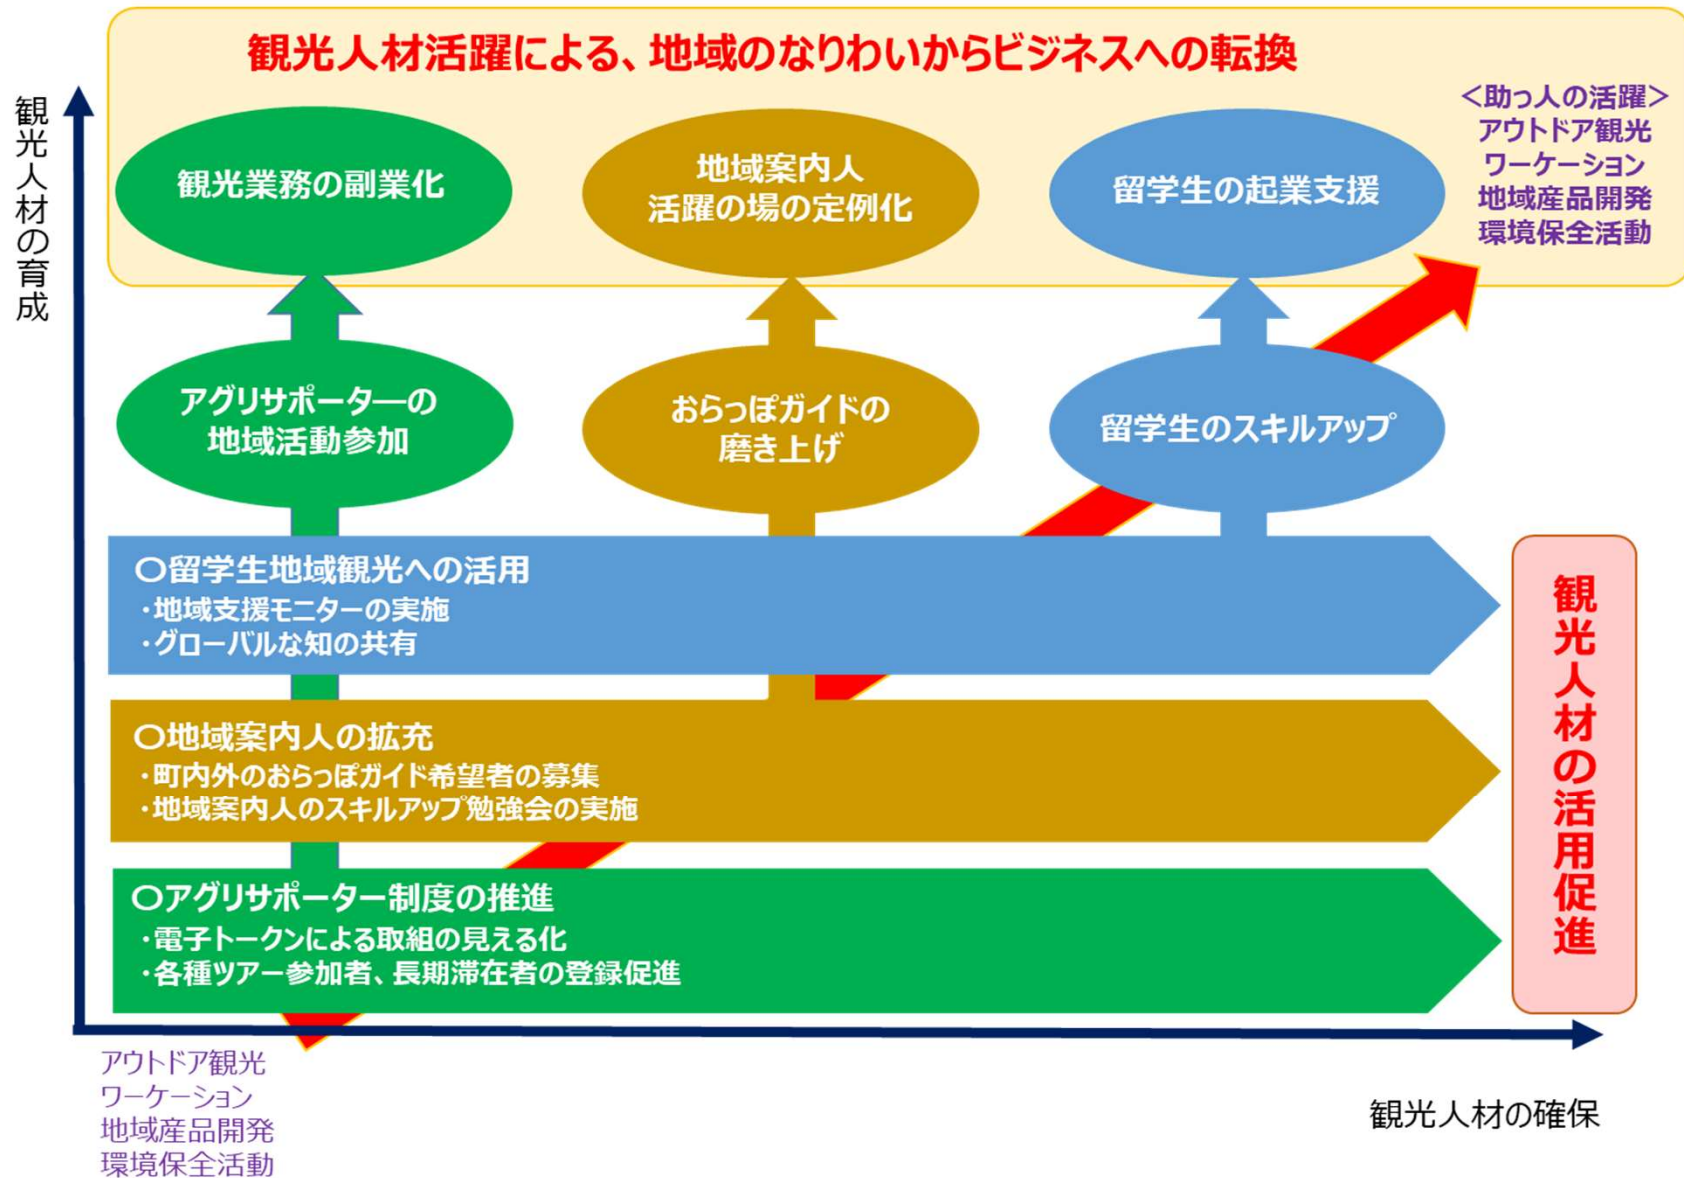 観光人材活躍による、地域のなりわいからビジネスへの転換
観光人材の育成
<助っ人の活躍>
アウトドア観光
ワーケーション
地域産品開発
環境保全活動
観光業務の副業化
地域案内人
活躍の場の定例化
留学生の起業支援
アグリサポーターの
地域活動参加
おらっぽガイドの
磨き上げ
留学生のスキルアップ
〇留学生地域観光への活用
・地域支援モニターの実施
・グローバルな知の共有
〇地域案内人の拡充
・町内外のおらっぽガイド希望者の募集
・地域案内人のスキルアップ勉強会の実施
〇アグリサポーター制度の推進
・電子トークンによる取組の見える化
・各種ツアー参加者、長期滞在者の登録促進
観光人材の活用促進
アウトドア観光
ワーケーション
地域産品開発
環境保全活動
観光人材の確保